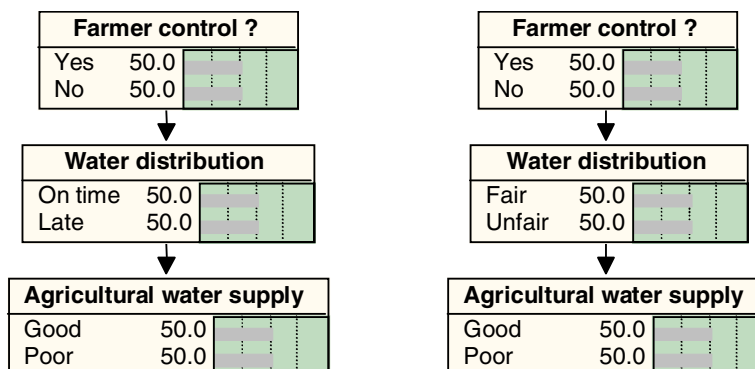 Farmer control ?
Yes 50.0
No 50.0
Water distribution
On time 50.0
Late 50.0
Agricultural water supply
Good 50.0
Poor 50.0
Farmer control ?
Yes 50.0
No 50.0
Water distribution
Fair 50.0
Unfair 50.0
Agricultural water supply
Good 50.0
Poor 50.0